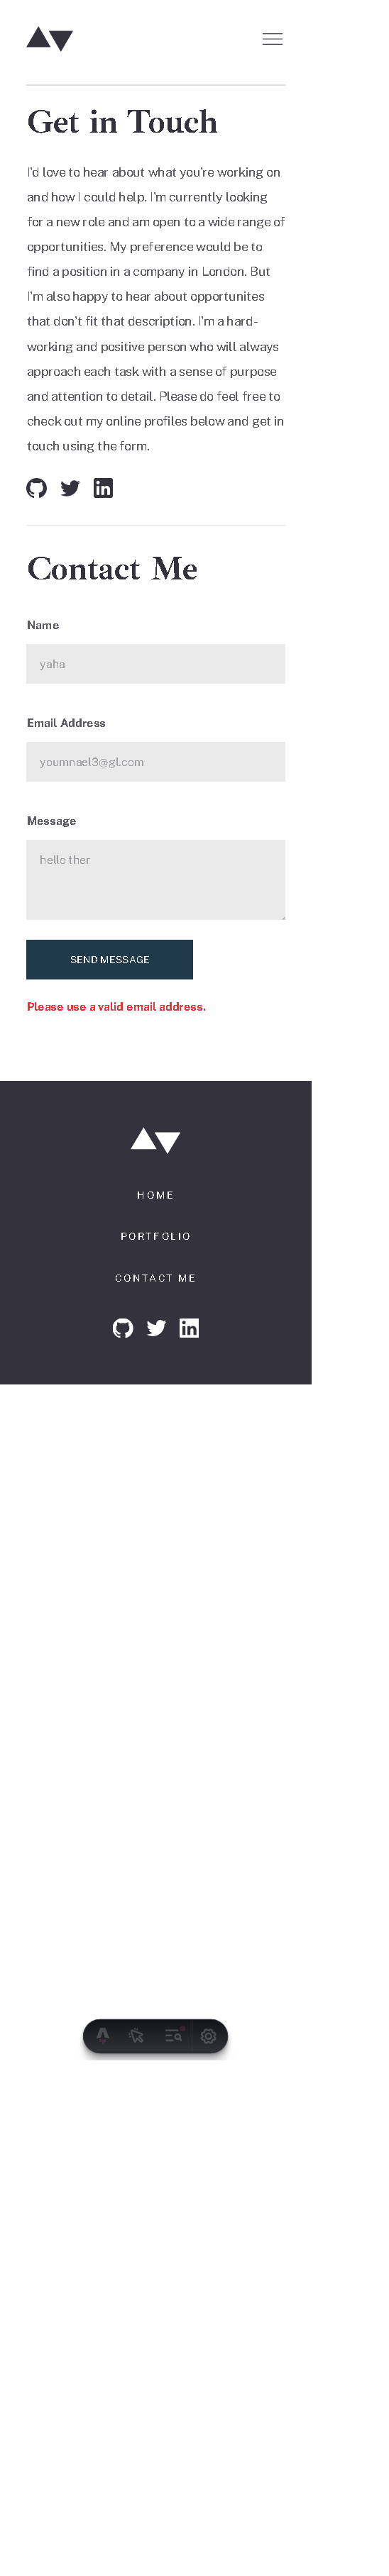 Get in Touch
I'd love to hear about what you're working on
and how I could help. I'm currently looking
for a new role and am open to a wide range of
opportunities. My preference would be to
find a position in a company in London. But
I'm also happy to hear about opportunites
that don't fit that description. I'm a hard-
working and positive person who will always
approach each task with a sense of purpose
and attention to detail. Please do feel free to
check out my online profiles below and get in
touch using the form.
Contact Me
Name
yaha
Email Address
youmnael3@gl.com
Message
hello ther
SEND MESSAGE
Please use a valid email address.
HOME
PORTFOLIO
CONTACT ME